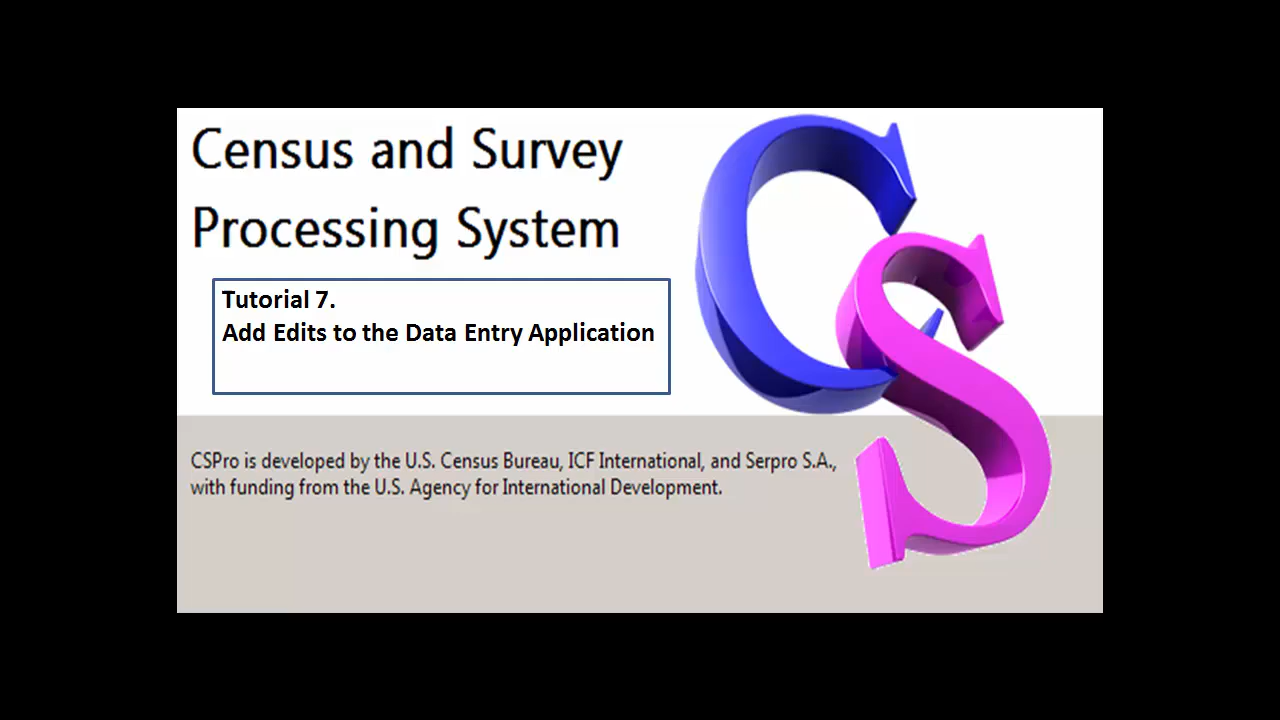 Census and Survey
Processing System
Tutorial 7.
Add Edits to the Data Entry Application
CSPro is developed by the U.S. Census Bureau, ICF International, and Serpro S.A.,
with funding from the U.S. Agency for International Development.
CS